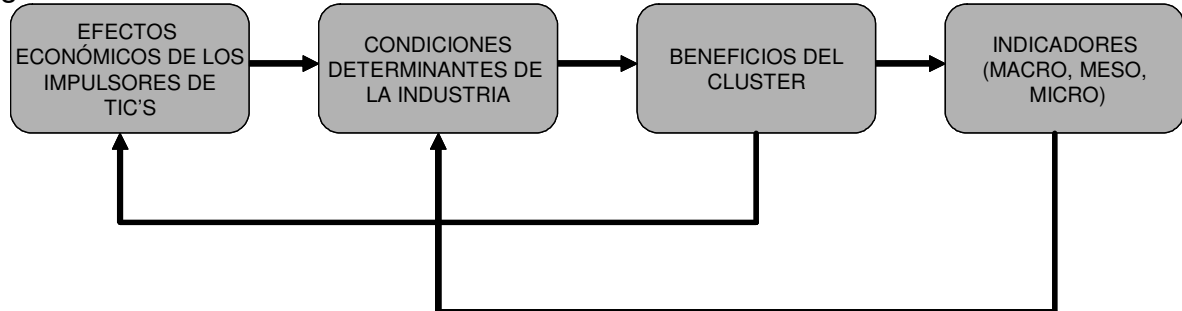 EFECTOS
ECONÓMICOS DE LOS
IMPULSORES DE
TIC'S
CONDICIONES
DETERMINANTES DE
LA INDUSTRIA
BENEFICIOS DEL
CLUSTER
INDICADORES
(MACRO, MESO,
MICRO)